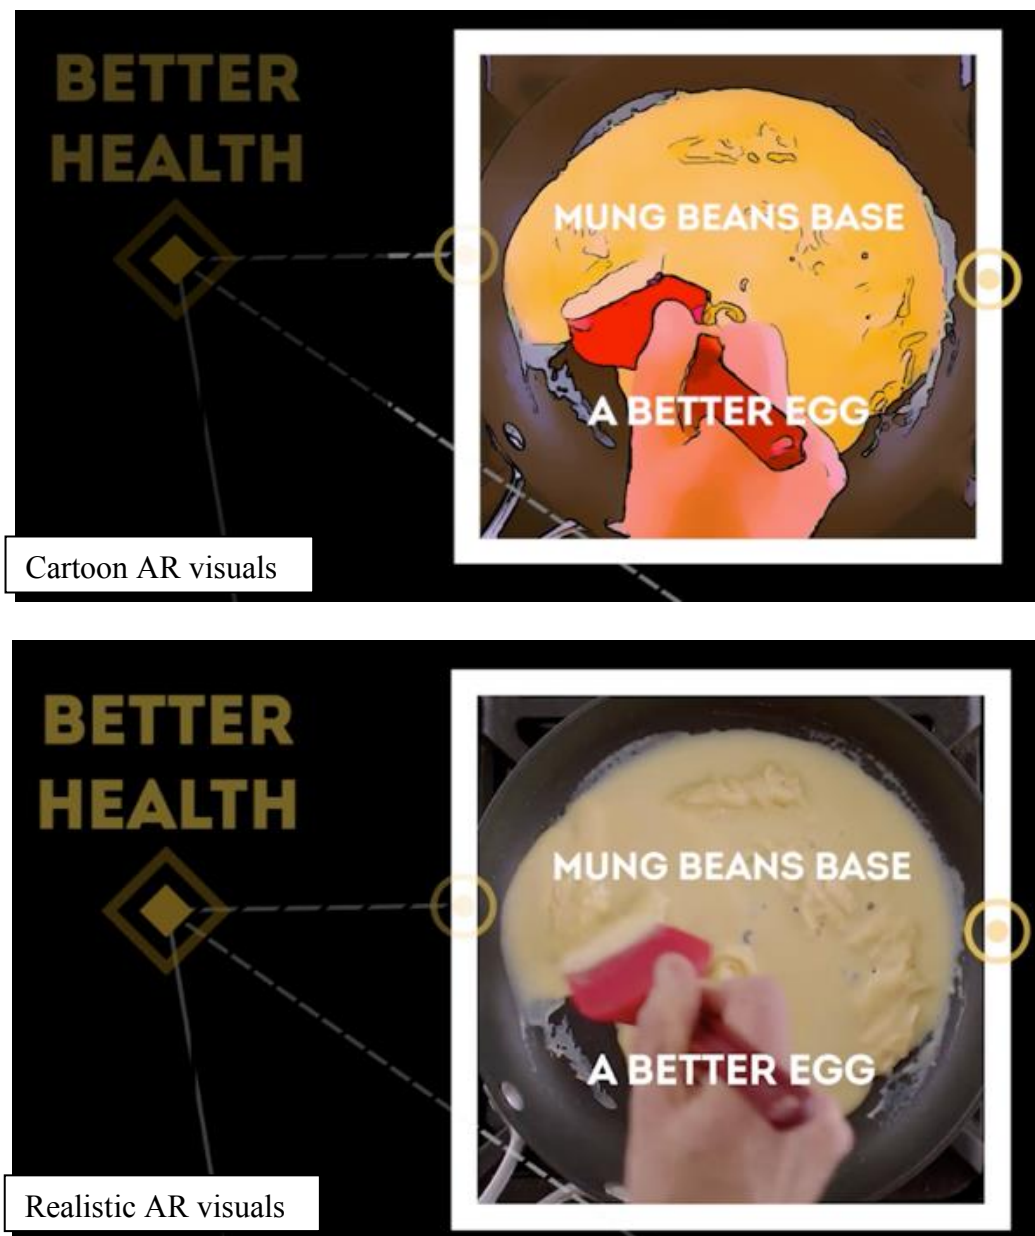 BETTER
HEALTH
MUNG BEANS BASE
A BETTER EGG
Cartoon AR visuals
BETTER
HEALTH
MUNG BEANS BASE
A BETTER EGG
Realistic AR visuals